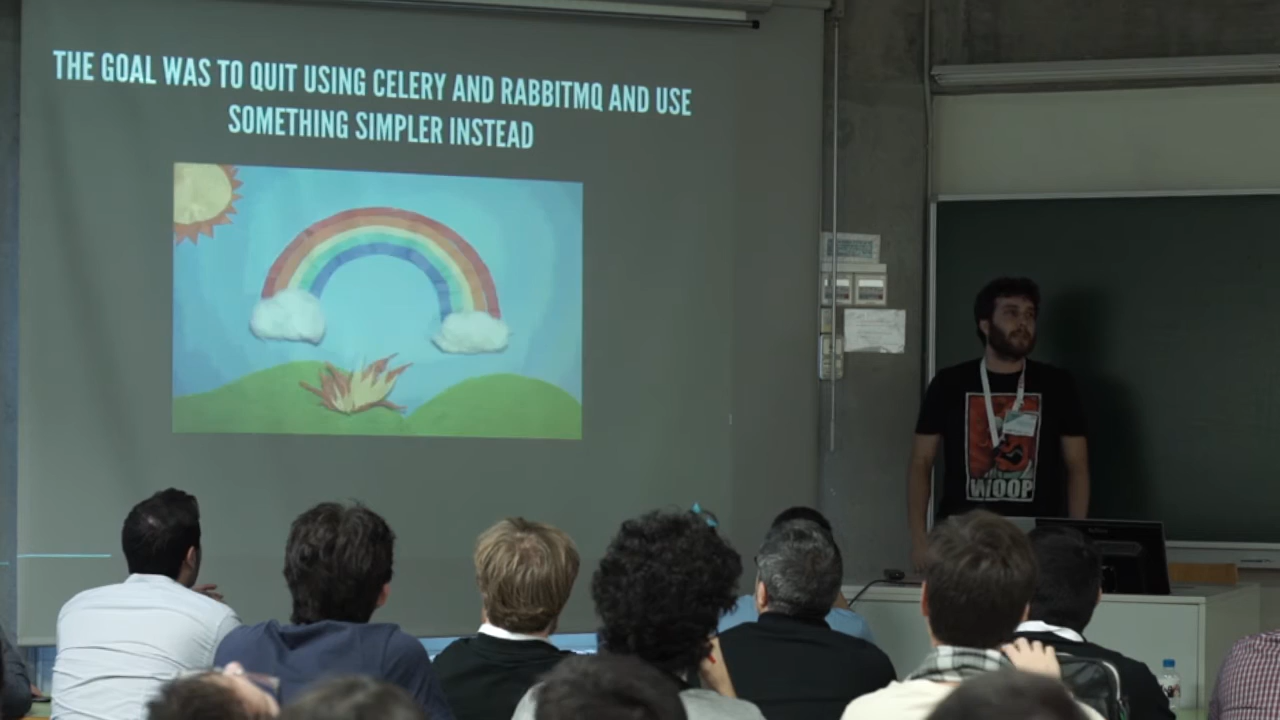 THE GOAL WAS TO QUIT USING CELERY AND RABBITMQ AND USE
SOMETHING SIMPLER INSTEAD
WOOP